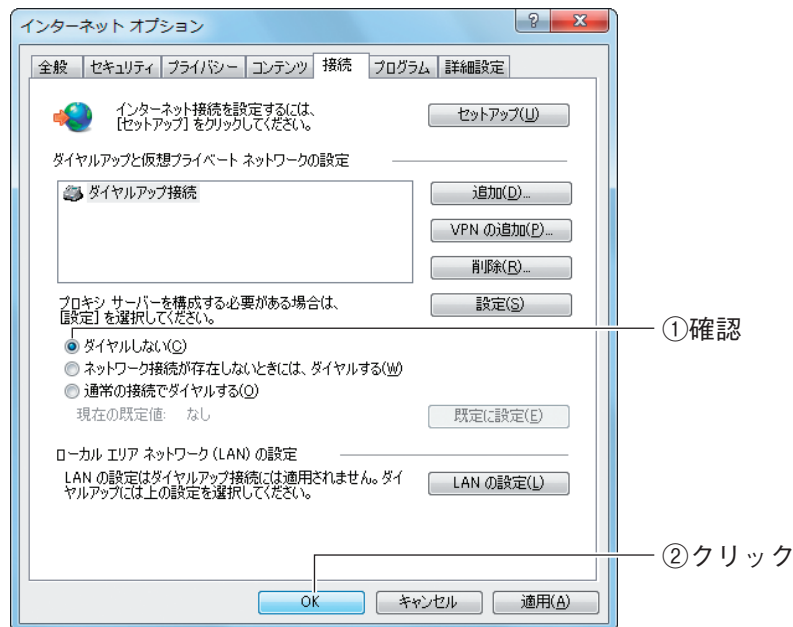 インターネット オプション
全般 セキュリティ プライバシー コンテンツ 接続 プログラム 詳細設定
インターネット接続を設定するには、
[セットアップ] をクリックしてください。
セットアップ(U)
ダイヤルアップと仮想プライベート ネットワークの設定
ダイヤルアップ接続
追加(D)...
VPN の追加(P)...
削除(R)...
プロキシ サーバーを構成する必要がある場合は、
[設定] を選択してください。
設定(S)
①確認
ダイヤルしない(C)
ネットワーク接続が存在しないときには、ダイヤルする(W)
通常の接続でダイヤルする(O)
現在の既定値: なし
既定に設定(E)
ローカル エリア ネットワーク (LAN) の設定
LAN の設定はダイヤルアップ接続には適用されません。ダイ
ヤルアップには上の設定を選択してください。
LAN の設定(L)
②クリック
OK キャンセル 適用(A)